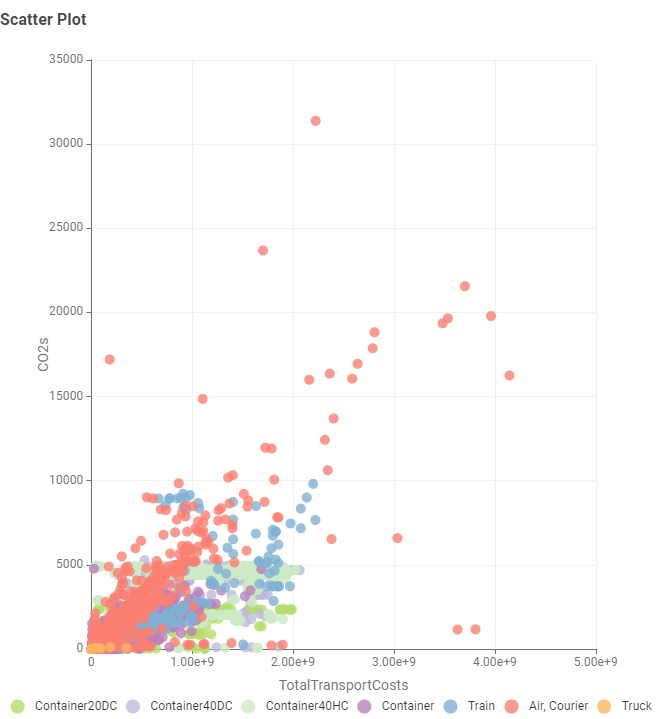 Scatter Plot
35000
30000
25000
20000
15000
10000
5000
0
CO2s
0 1.00e+9 2.00e+9 3.00e+9 4.00e+9 5.00e+9
TotalTransportCosts
Container20DC Container40DC Container40HC Container Train Air, Courier Truck